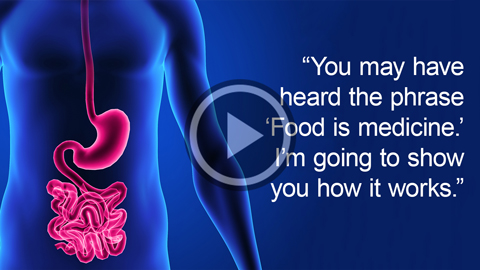 “You may have
heard the phrase
‘Food is medicine.’
I’m going to show
you how it works.”